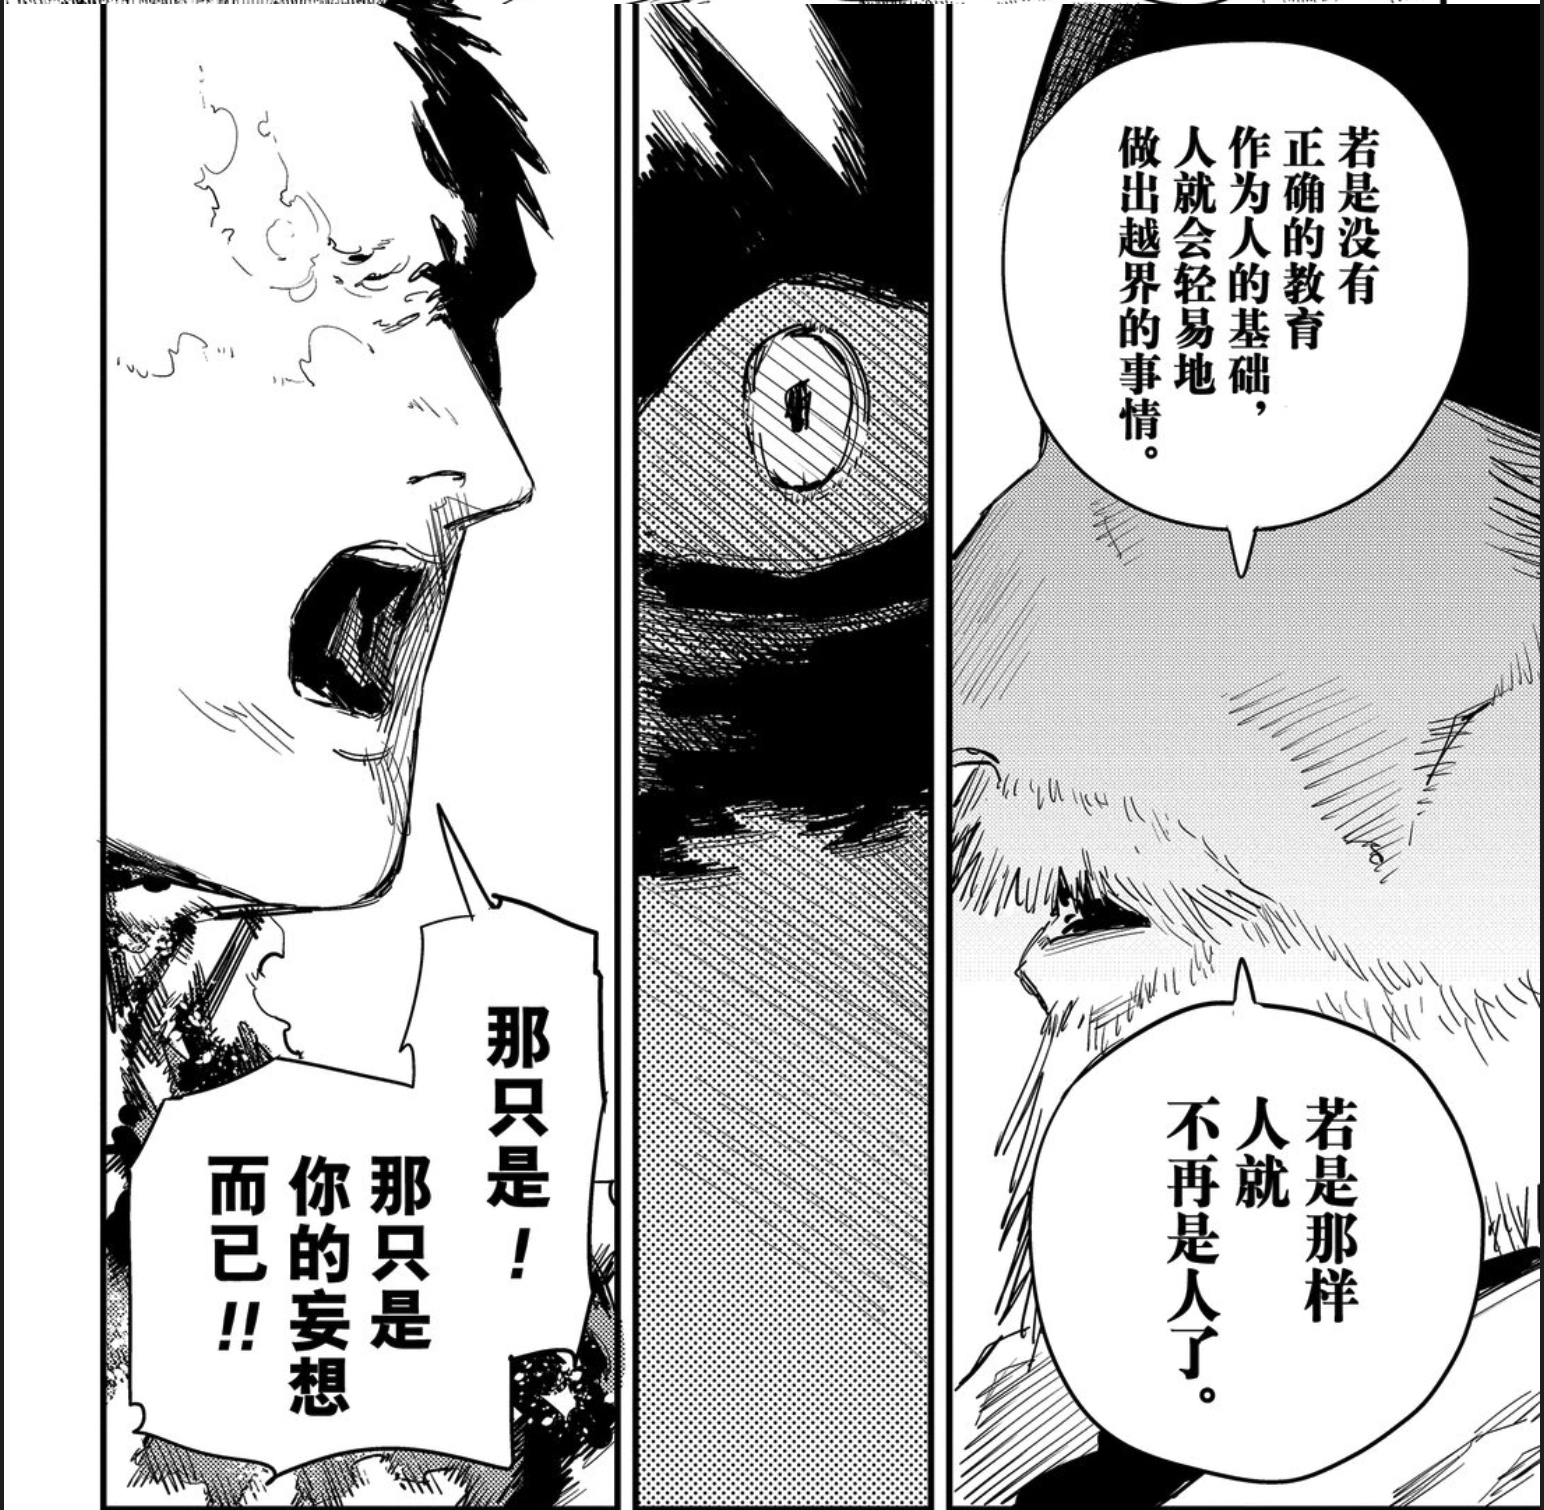 若是没有
正确的教育
作为人的基础，
人就会轻易地
做出越界的事情。
若是那样
人就
不再是人了。
那只是！
那只是
你的妄想
而已！！